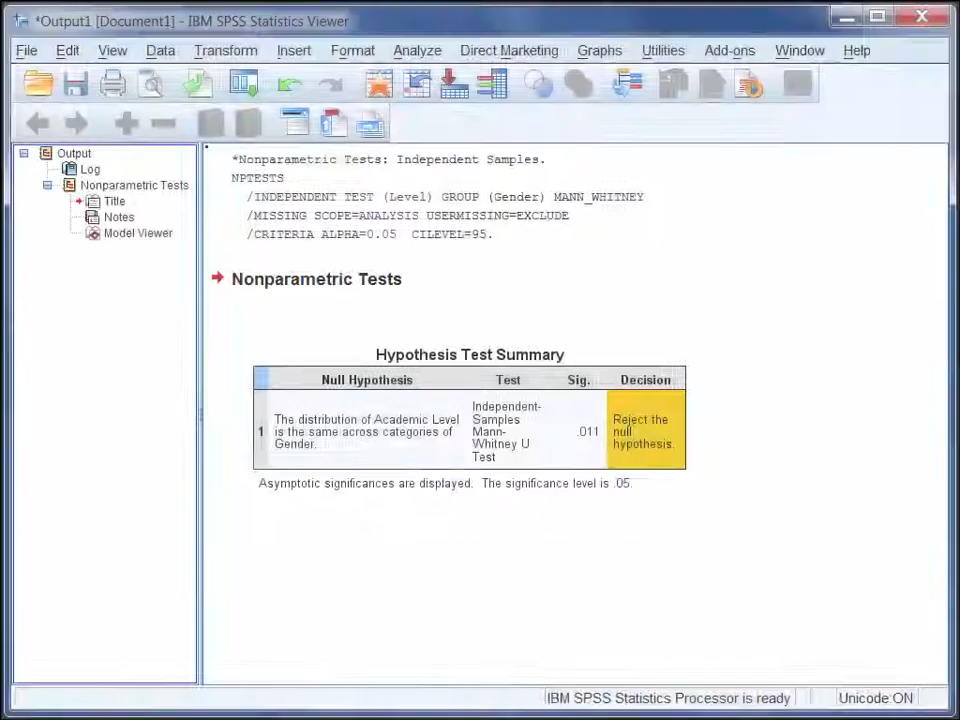 *Output1 [Document1] - IBM SPSS Statistics Viewer
File Edit View Data Transform Insert Format Analyze Direct Marketing Graphs Utilities Add-ons Window Help
Output
Log
Nonparametric Tests
Title
Notes
Model Viewer
*Nonparametric Tests: Independent Samples.
NPTESTS
/INDEPENDENT TEST (Level) GROUP (Gender) MANN_WHITNEY
/MISSING SCOPE=ANALYSIS USERMISSING=EXCLUDE
/CRITERIA ALPHA=0.05 CILEVEL=95.
Nonparametric Tests
Hypothesis Test Summary
Null Hypothesis Test Sig. Decision
1
The distribution of Academic Level
is the same across categories of
Gender.
Independent-
Samples
Mann-
Whitney U
Test
.011
Reject the
null
hypothesis.
Asymptotic significances are displayed. The significance level is .05.
IBM SPSS Statistics Processor is ready
Unicode:ON